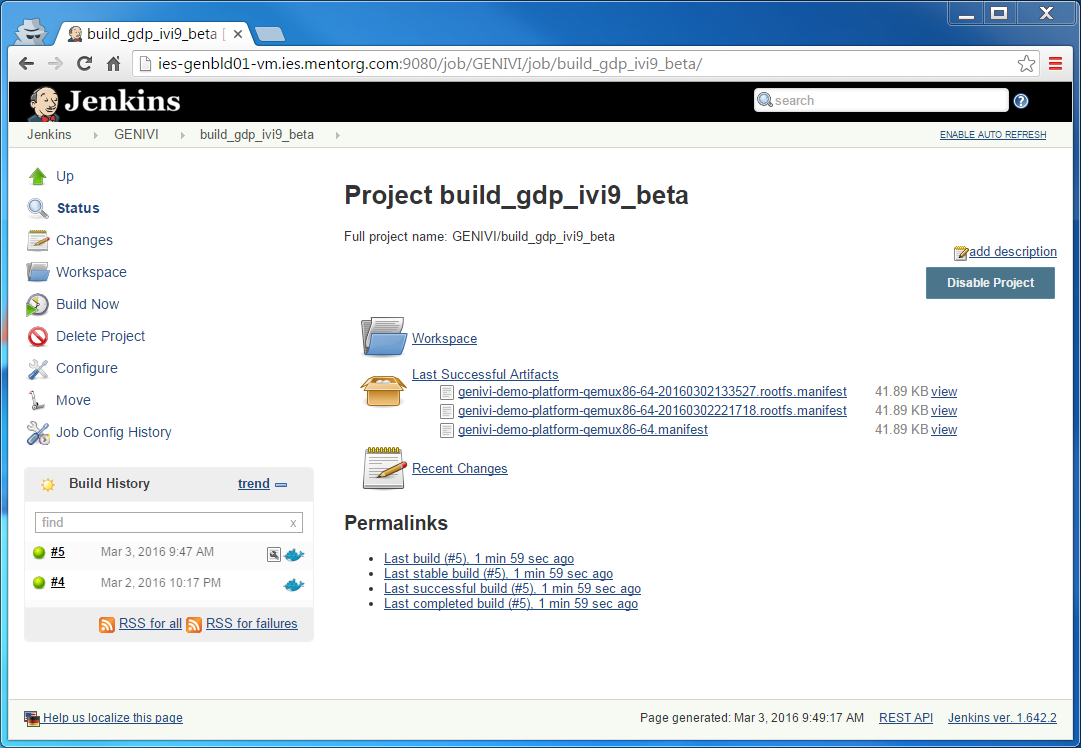 build_gdp_ivi9_beta [
ies-genbld01-vm.ies.mentorg.com:9080/job/GENIVI/job/build_gdp_ivi9_beta/
Jenkins
search
Jenkins GENIVI build_gdp_ivi9_beta ENABLE AUTO REFRESH
Up
Status
Changes
Workspace
Build Now
Delete Project
Configure
Move
Job Config History
Build History trend
find x
#5 Mar 3, 2016 9:47 AM
#4 Mar 2, 2016 10:17 PM
RSS for all RSS for failures
Project build_gdp_ivi9_beta
Full project name: GENIVI/build_gdp_ivi9_beta
add description
Disable Project
Workspace
Last Successful Artifacts
genivi-demo-platform-qemux86-64-20160302133527.rootfs.manifest 41.89 KB view
genivi-demo-platform-qemux86-64-20160302221718.rootfs.manifest 41.89 KB view
genivi-demo-platform-qemux86-64.manifest 41.89 KB view
Recent Changes
Permalinks
Last build (#5), 1 min 59 sec ago
Last stable build (#5), 1 min 59 sec ago
Last successful build (#5), 1 min 59 sec ago
Last completed build (#5), 1 min 59 sec ago
Help us localize this page Page generated: Mar 3, 2016 9:49:17 AM REST API Jenkins ver. 1.642.2